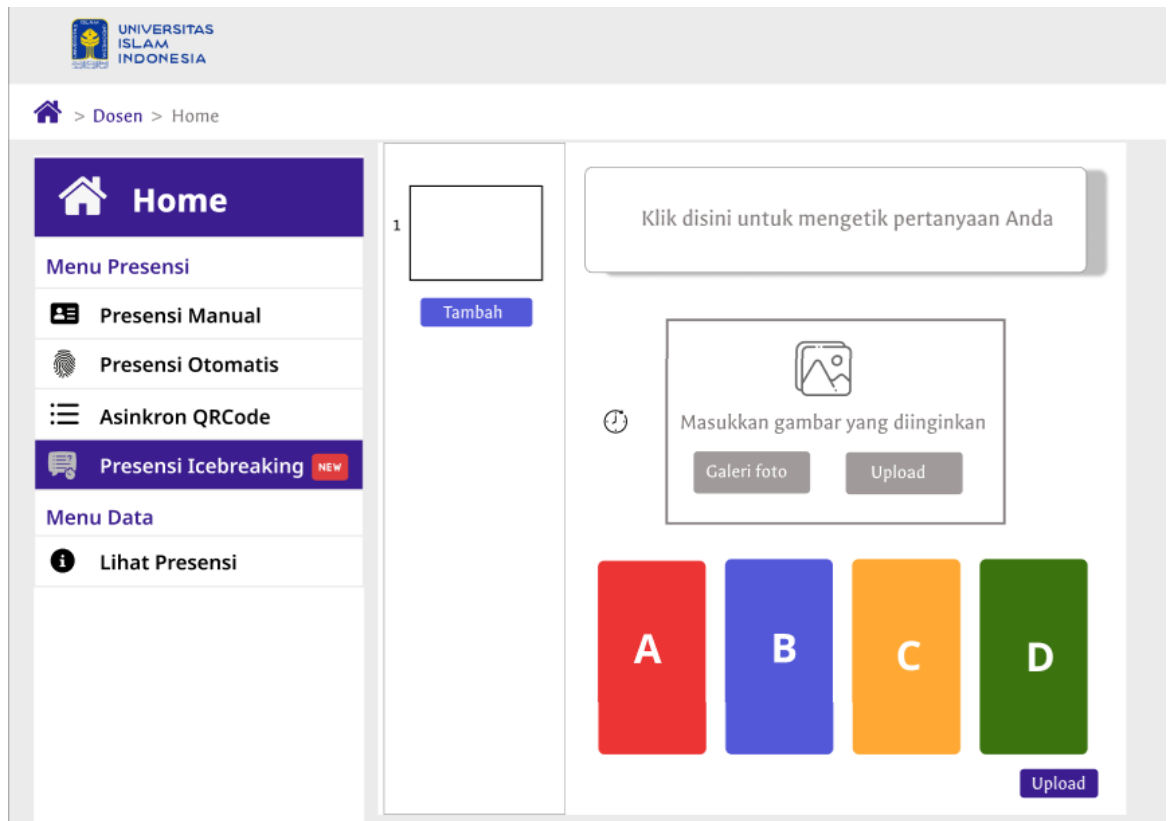 UNIVERSITAS
ISLAM
INDONESIA
> Dosen > Home
Home
Menu Presensi
Presensi Manual
Presensi Otomatis
Asinkron QRCode
Presensi Icebreaking NEW
Menu Data
Lihat Presensi
1
Tambah
Klik disini untuk mengetik pertanyaan Anda
Masukkan gambar yang diinginkan
Galeri foto Upload
A B C D
Upload